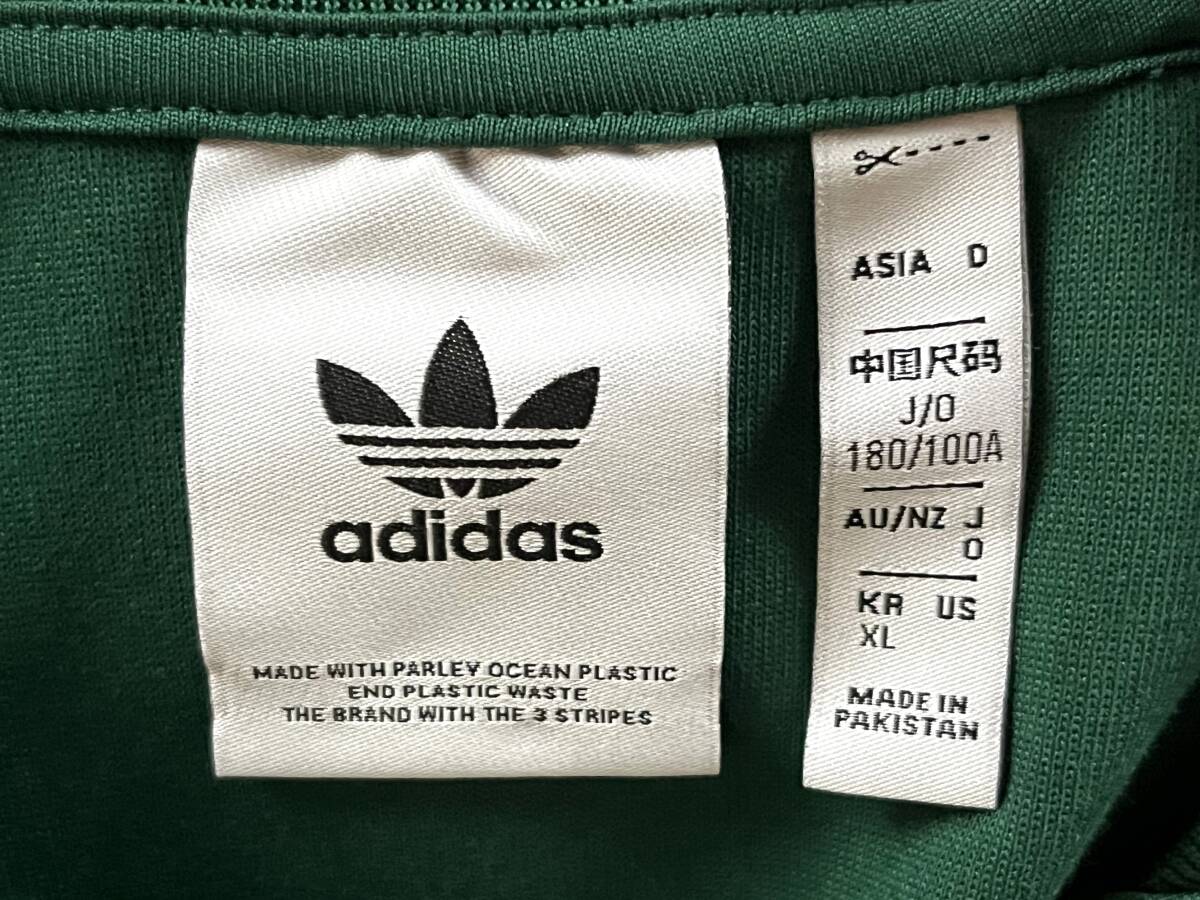 adidas
MADE WITH PARLEY OCEAN PLASTIC
END PLASTIC WASTE
THE BRAND WITH THE 3 STRIPES
ASIA O
中国尺码
J/O
180/100A
AU/NZ J
O
KR US
XL
MADE IN
PAKISTAN